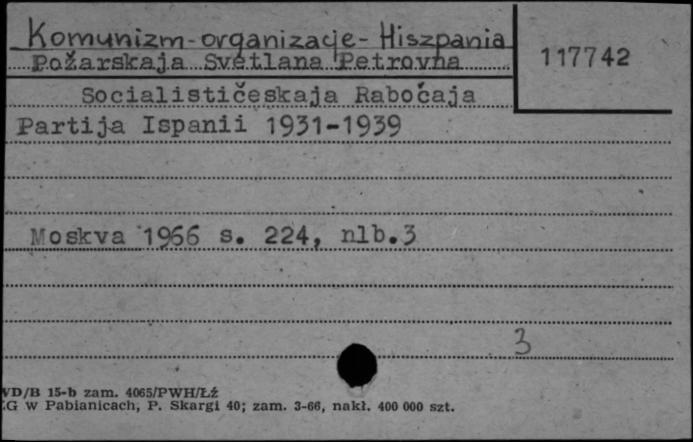 Komunizm-organizacje-Hiszpania
Požarskaja Svetlana Petrovna
117742
Socialističeskaja Rabočaja
Partija Ispanii 1931-1939
Moskva 1966 s. 224, nlb.3
3
VD/B 15-b zam. 4065/PWH/Łź
G w Pabianicach, P. Skargi 40; zam. 3-66, nakł. 400 000 szt.